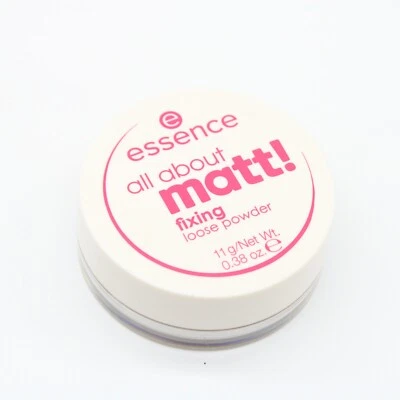 e
essence
all about
matt!
fixing
loose powder
11 g/Net Wt.
0.38 oz. ℮